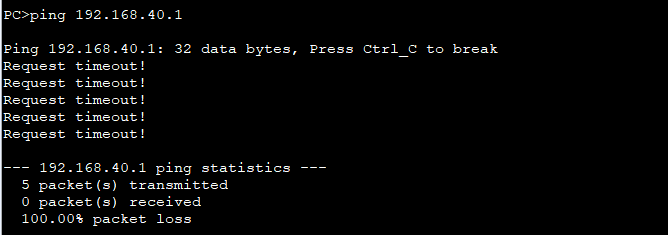 PC>ping 192.168.40.1
Ping 192.168.40.1: 32 data bytes, Press Ctrl_C to break
Request timeout!
Request timeout!
Request timeout!
Request timeout!
Request timeout!
--- 192.168.40.1 ping statistics ---
5 packet(s) transmitted
0 packet(s) received
100.00% packet loss